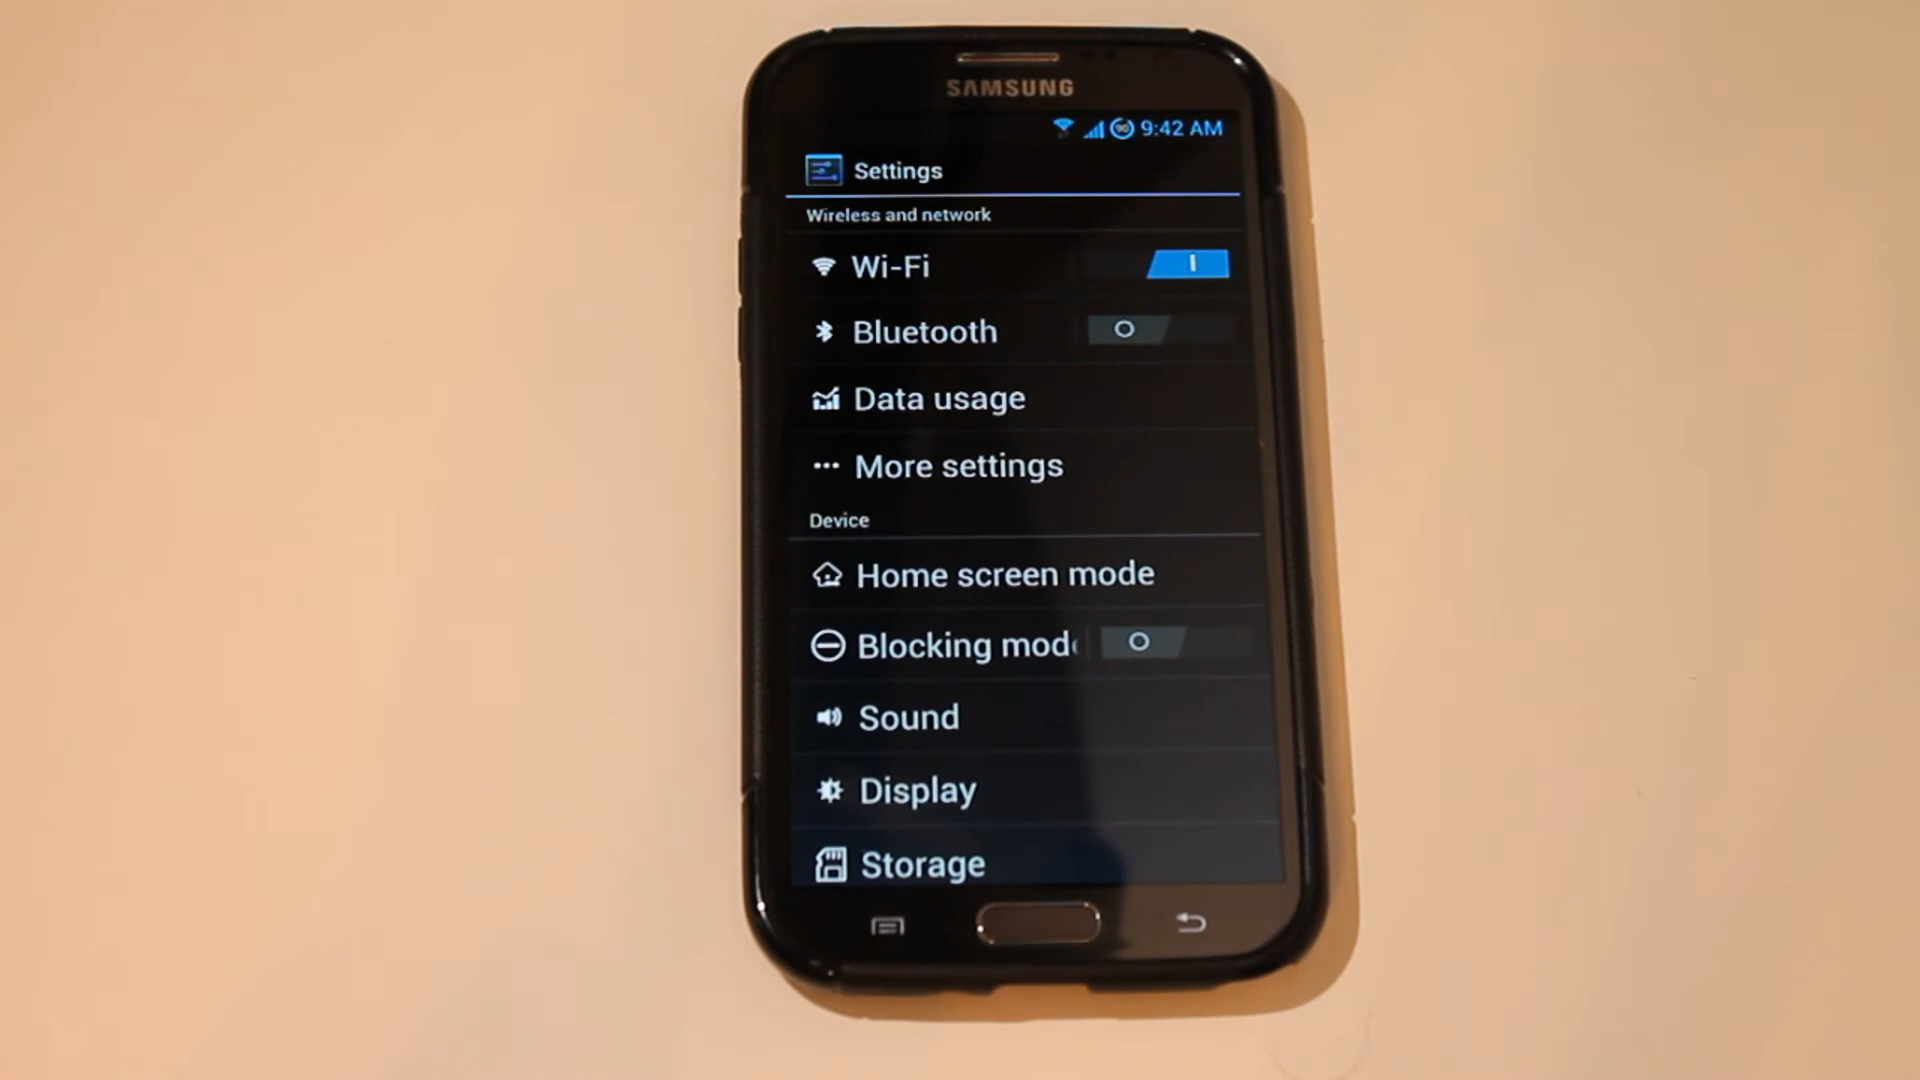 SAMSUNG
90 9:42 AM
Settings
Wireless and network
Wi-Fi
Bluetooth
Data usage
More settings
Device
Home screen mode
Blocking mod
Sound
Display
Storage